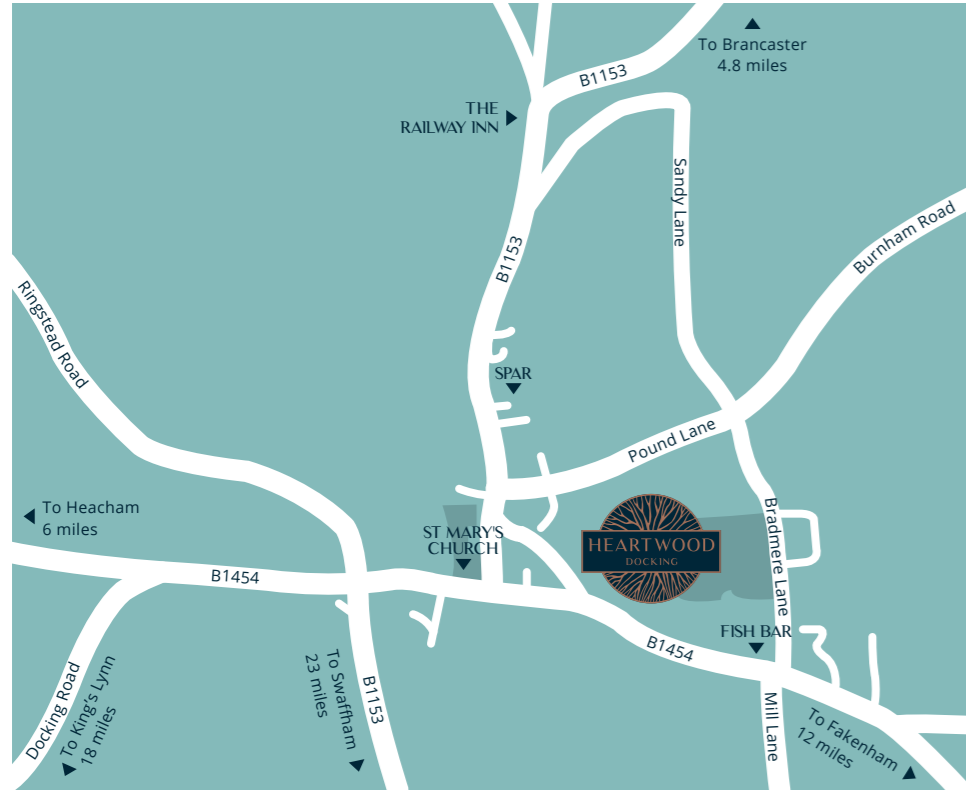 To Brancaster
4.8 miles
B1153
THE
RAILWAY INN
Sandy Lane
Burnham Road
B1153
Ringstead Road
SPAR
Pound Lane
To Heacham
6 miles
ST MARY'S
CHURCH
HEARTWOOD
DOCKING
Bradmere Lane
B1454
FISH BAR
B1454
Docking Road
To King's Lynn
18 miles
To Swaffham
23 miles
B1153
Mill Lane
To Fakenham
12 miles